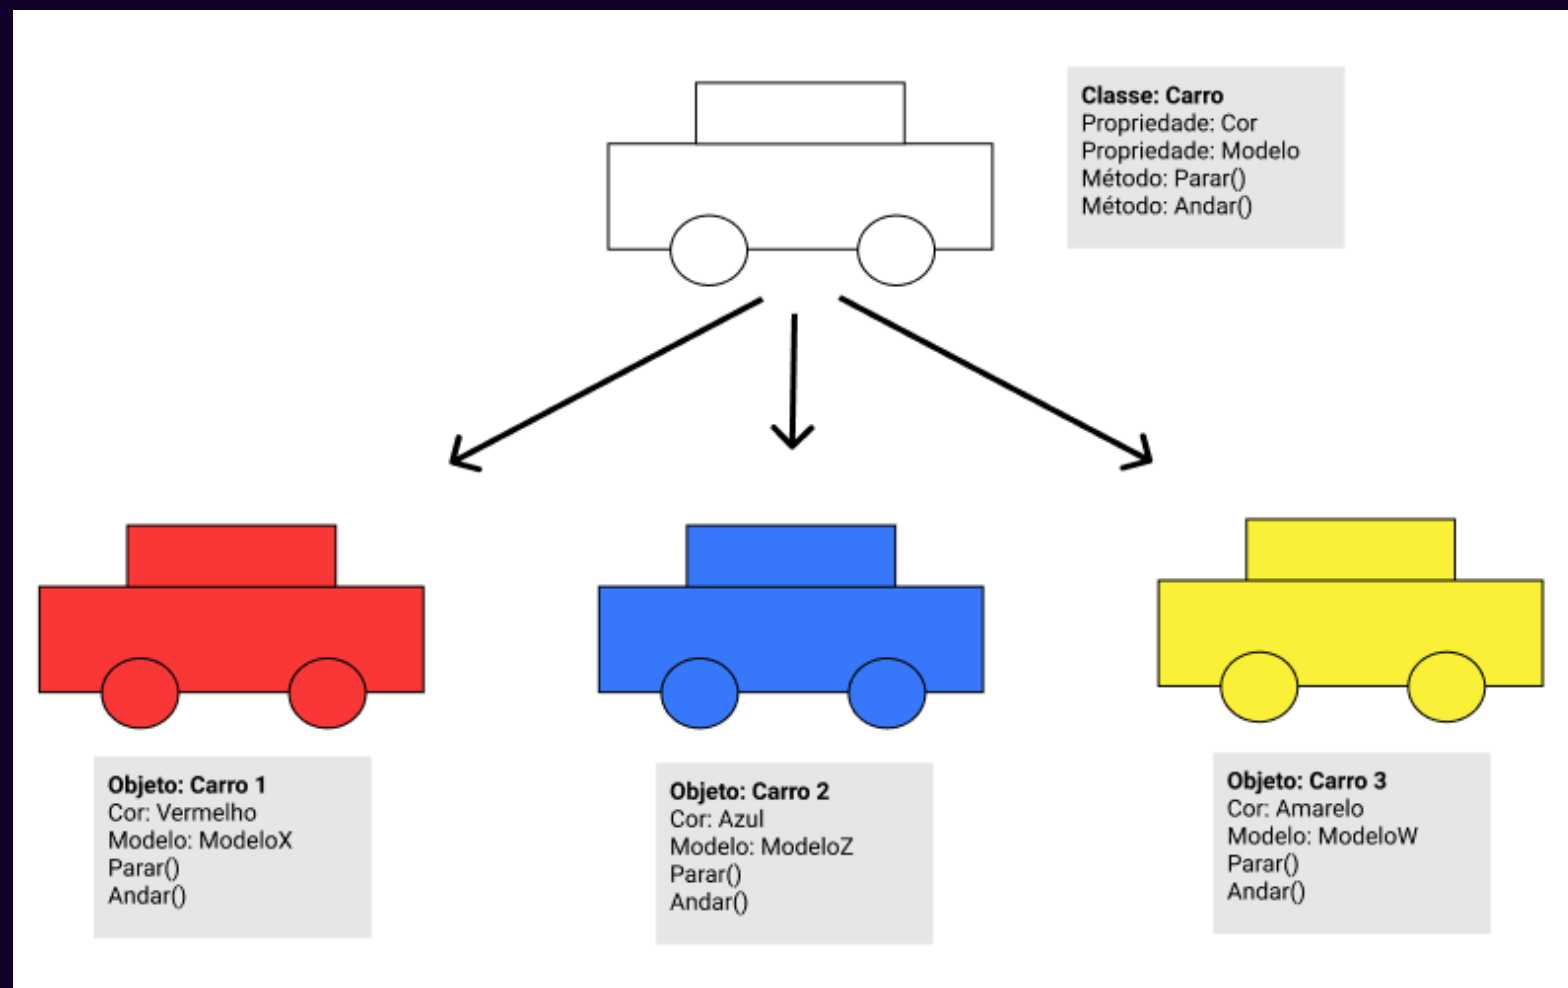 Classe: Carro
Propriedade: Cor
Propriedade: Modelo
Método: Parar()
Método: Andar()
Objeto: Carro 1
Cor: Vermelho
Modelo: ModeloX
Parar()
Andar()
Objeto: Carro 2
Cor: Azul
Modelo: ModeloZ
Parar()
Andar()
Objeto: Carro 3
Cor: Amarelo
Modelo: ModeloW
Parar()
Andar()